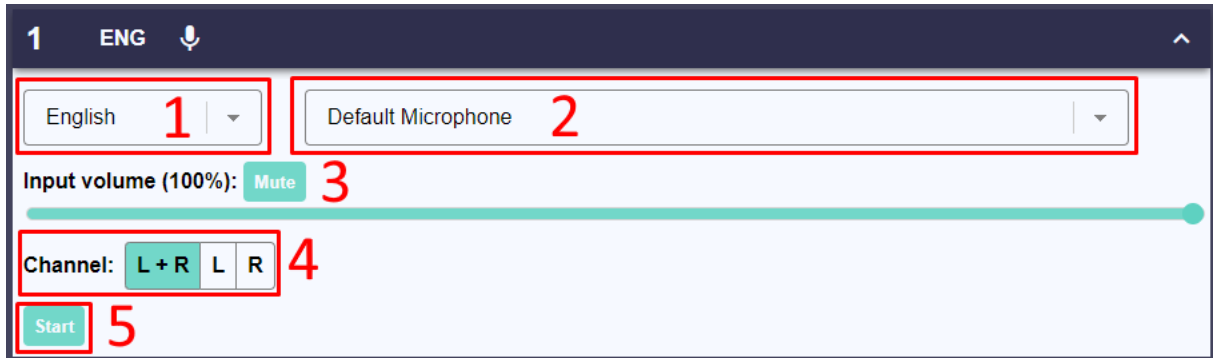 1 ENG
English 1 Default Microphone 2
Input volume (100%): Mute 3
Channel: L + R L R 4
Start 5